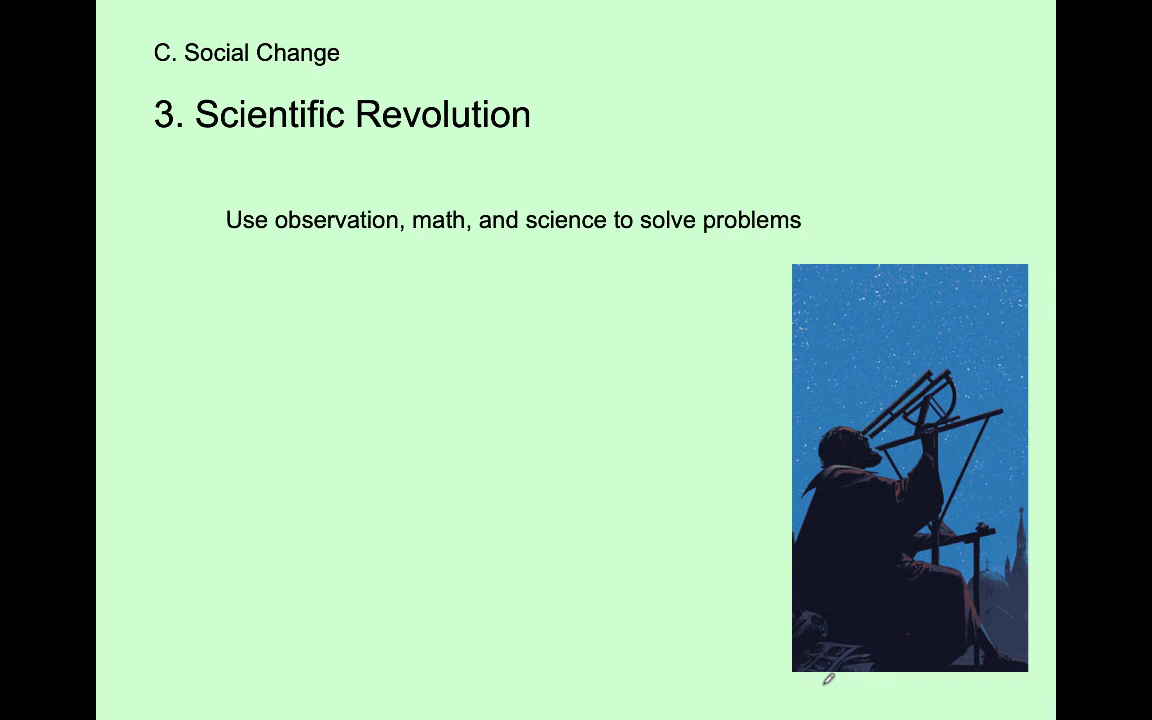 C. Social Change
3. Scientific Revolution
Use observation, math, and science to solve problems